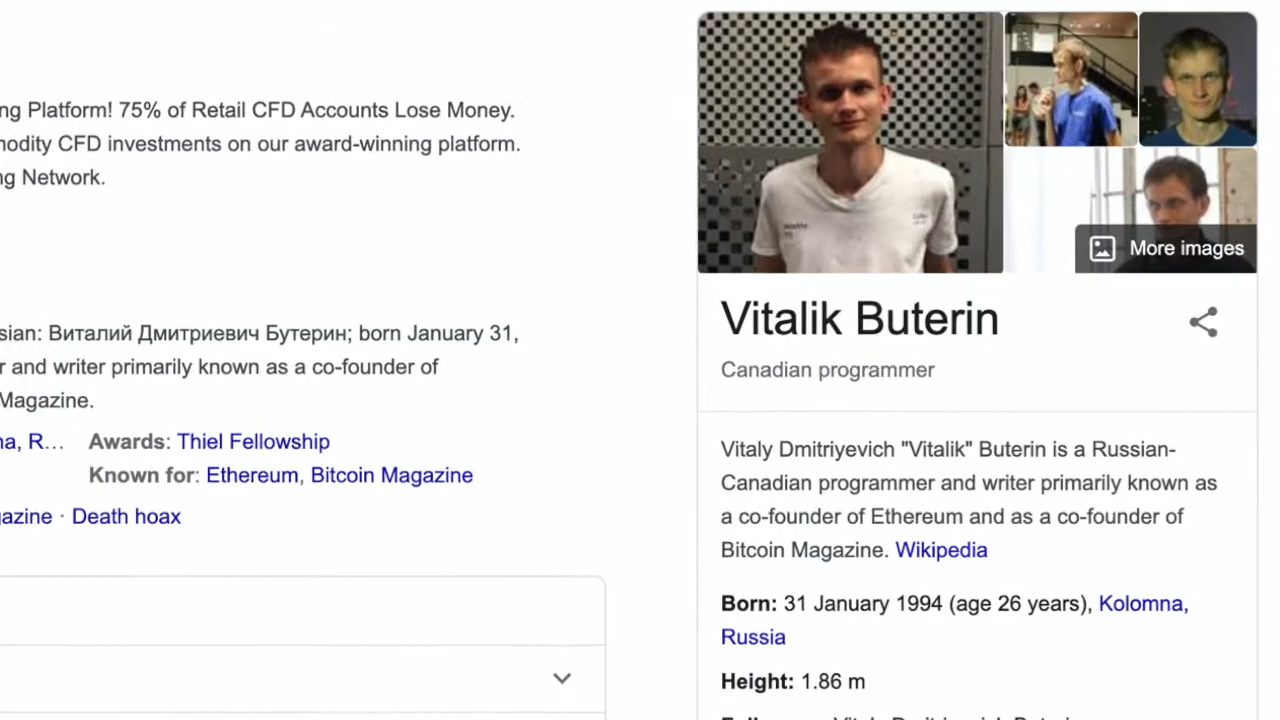 ng Platform! 75% of Retail CFD Accounts Lose Money.
nodity CFD investments on our award-winning platform.
ng Network.
sian: Виталий Дмитриевич Бутерин; born January 31,
r and writer primarily known as a co-founder of
Magazine.
na, R... Awards: Thiel Fellowship
Known for: Ethereum, Bitcoin Magazine
gazine · Death hoax
More images
Vitalik Buterin
Canadian programmer
Vitaly Dmitriyevich "Vitalik" Buterin is a Russian-
Canadian programmer and writer primarily known as
a co-founder of Ethereum and as a co-founder of
Bitcoin Magazine. Wikipedia
Born: 31 January 1994 (age 26 years), Kolomna,
Russia
Height: 1.86 m